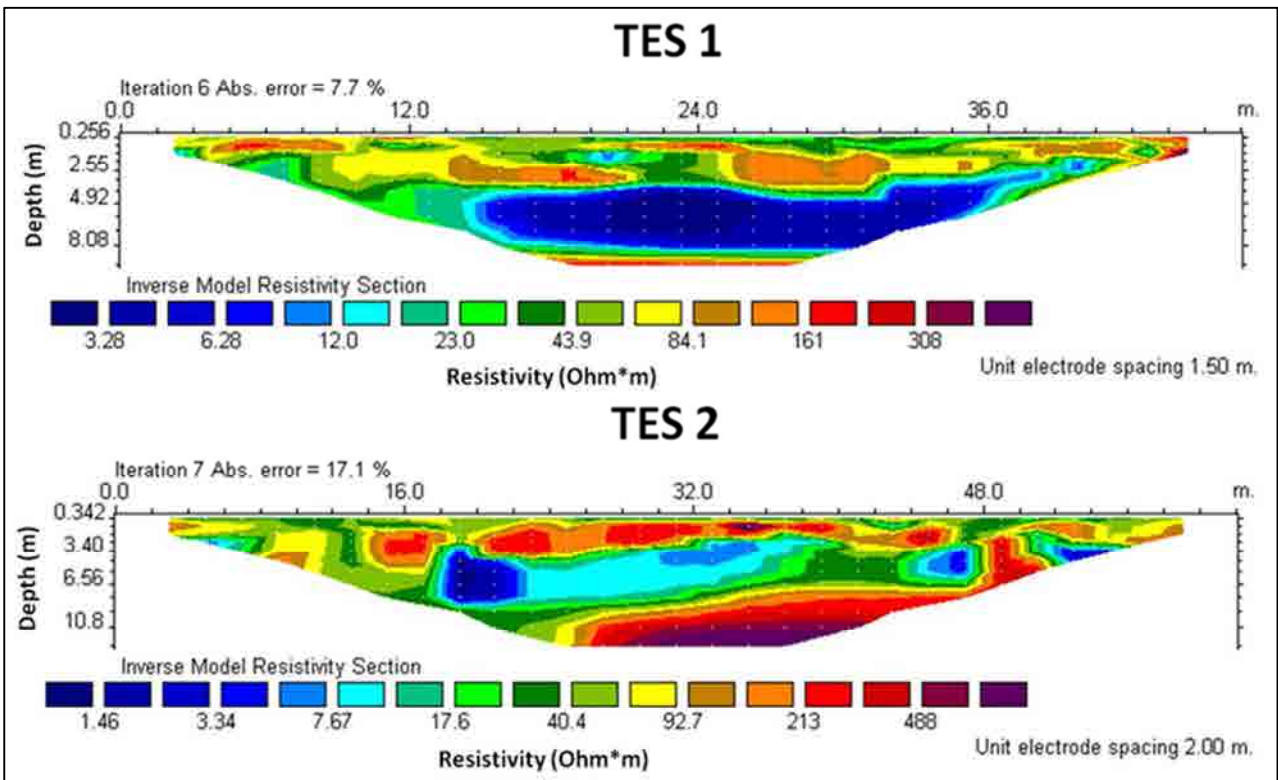 TES 1
Iteration 6 Abs. error = 7.7 %
0.0 12.0 24.0 36.0 m.
Depth (m)
0.256
2.55
4.92
8.08
Inverse Model Resistivity Section
3.28 6.28 12.0 23.0 43.9 84.1 161 308
Resistivity (Ohm*m)
Unit electrode spacing 1.50 m.
TES 2
Iteration 7 Abs. error = 17.1 %
0.0 16.0 32.0 48.0 m.
Depth (m)
0.342
3.40
6.56
10.8
Inverse Model Resistivity Section
1.46 3.34 7.67 17.6 40.4 92.7 213 488
Resistivity (Ohm*m)
Unit electrode spacing 2.00 m.